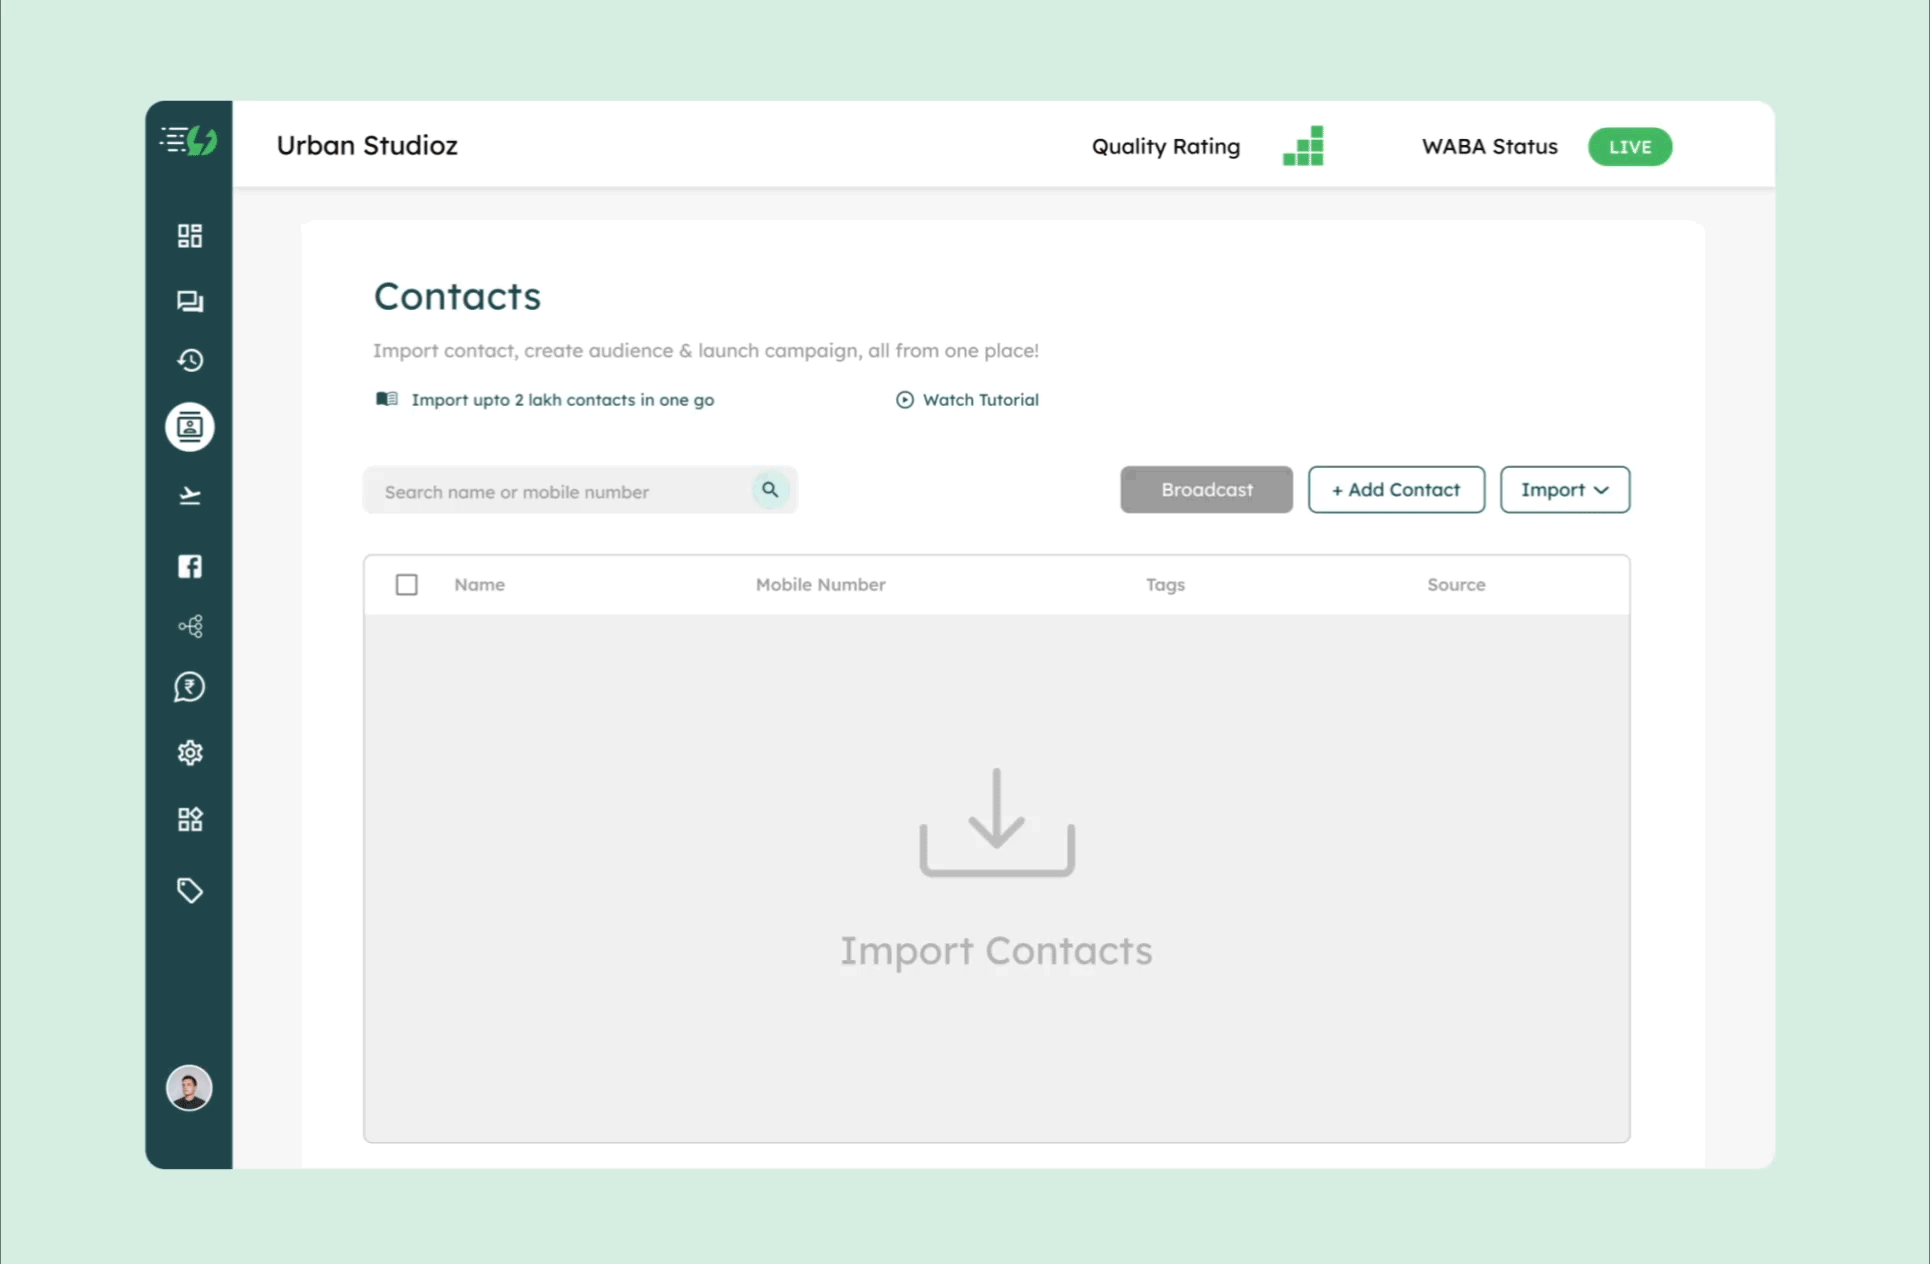 Urban Studioz
Quality Rating
WABA Status
LIVE
Contacts
Import contact, create audience & launch campaign, all from one place!
Import upto 2 lakh contacts in one go
Watch Tutorial
Search name or mobile number
Broadcast
+ Add Contact
Import
Name
Mobile Number
Tags
Source
Import Contacts